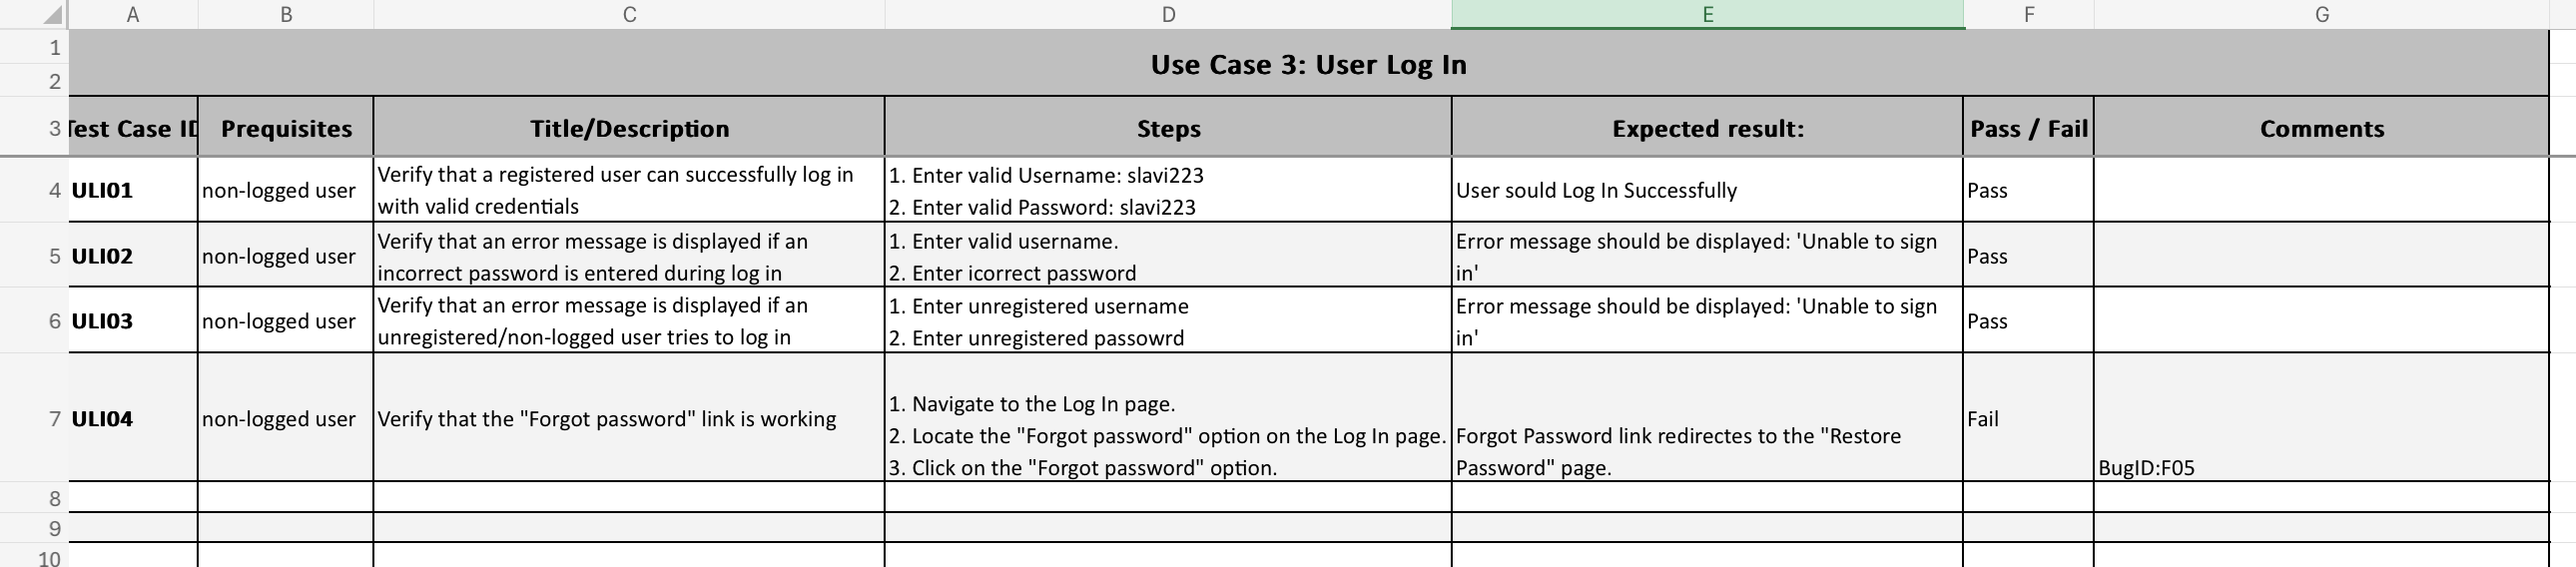 A B C D E F G
1
Use Case 3: User Log In
2
3 Test Case ID Prequisites Title/Description Steps Expected result: Pass / Fail Comments
4 ULI01 non-logged user Verify that a registered user can successfully log in
with valid credentials
1. Enter valid Username: slavi223
2. Enter valid Password: slavi223
User sould Log In Successfully
Pass
5 ULI02 non-logged user Verify that an error message is displayed if an
incorrect password is entered during log in
1. Enter valid username.
2. Enter icorrect password
Error message should be displayed: 'Unable to sign
in'
Pass
6 ULI03 non-logged user Verify that an error message is displayed if an
unregistered/non-logged user tries to log in
1. Enter unregistered username
2. Enter unregistered passowrd
Error message should be displayed: 'Unable to sign
in'
Pass
7 ULI04 non-logged user Verify that the "Forgot password" link is working
1. Navigate to the Log In page.
2. Locate the "Forgot password" option on the Log In page.
3. Click on the "Forgot password" option.
Forgot Password link redirectes to the "Restore
Password" page.
Fail
BugID:F05
8
9
10